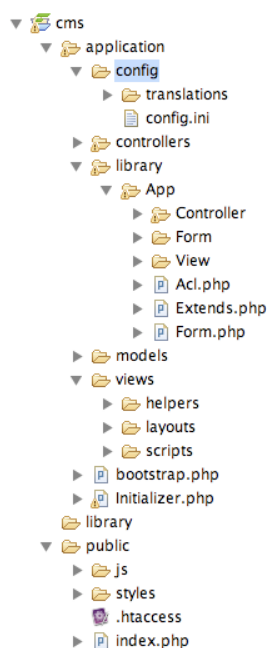 cms
application
config
translations
config.ini
controllers
library
App
Controller
Form
View
Acl.php
Extends.php
Form.php
models
views
helpers
layouts
scripts
bootstrap.php
Initializer.php
library
public
js
styles
.htaccess
index.php